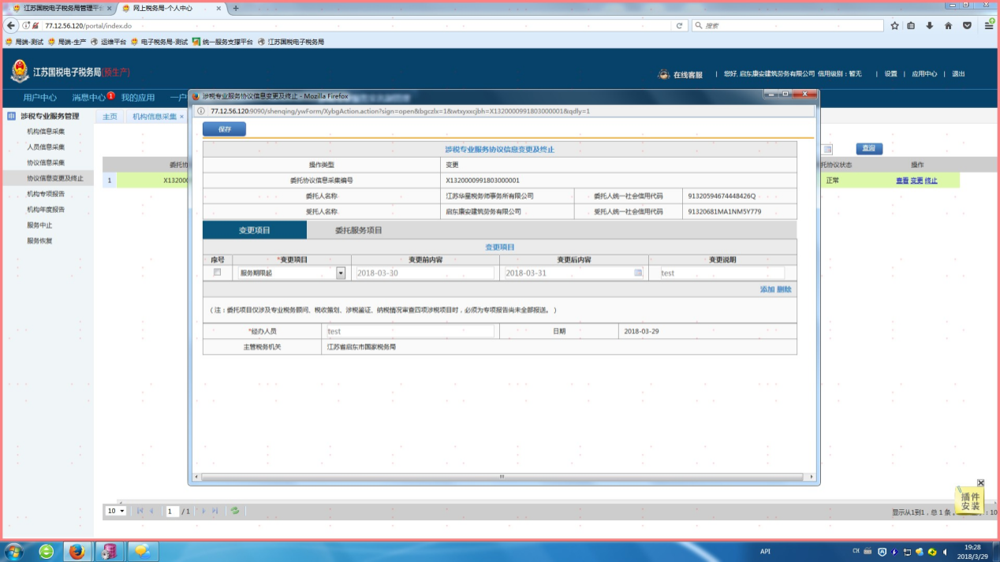 江苏国税电子税务局管理平台
网上税务局-个人中心
77.12.56.120/portal/index.do
搜索
局端-测试 局端-生产 运维平台 电子税务局-测试 统一服务支撑平台 江苏国税电子税务局
江苏国税电子税务局(预生产)
在线客服 | 您好, 启东康安建筑劳务有限公司 信用级别：暂无 | 设置 | 应用中心 | 退出
用户中心 消息中心 1 我的应用 一户
涉税专业服务管理
机构信息采集
人员信息采集
协议信息采集
协议信息变更及终止
机构专项报告
机构年度报告
服务中止
服务恢复
主页 机构信息采集 ×
查询
委托协 托协议状态 操作
1 X13200 正常 查看 变更 终止
涉税专业服务协议信息变更及终止 - Mozilla Firefox
77.12.56.120:9090/shenqing/ywForm/XybgAction.action?sign=open&bgczlx=1&wtxyxxcjbh=X1320000991803000001&qdly=1
保存
涉税专业服务协议信息变更及终止
操作类型 变更
委托协议信息采集编号 X1320000991803000001
委托人名称 江苏华星税务师事务所有限公司 委托人统一社会信用代码 91320594674448426Q
受托人名称 启东康安建筑劳务有限公司 受托人统一社会信用代码 91320681MA1NM5Y779
变更项目 委托服务项目
变更项目
序号 *变更项目 变更前内容 变更后内容 变更说明
服务期限起 2018-03-30 2018-03-31 test
添加 删除
（注：委托项目仅涉及专业税务顾问、税收策划、涉税鉴证、纳税情况审查四项涉税项目时，必须为专项报告尚未全部报送。）
*经办人员 test 日期 2018-03-29
主管税务机关 江苏省启东市国家税务局
10 1 / 1
显示从1到1，总 1 条 ：10
插件
安装
API
CH
19:28
2018/3/29